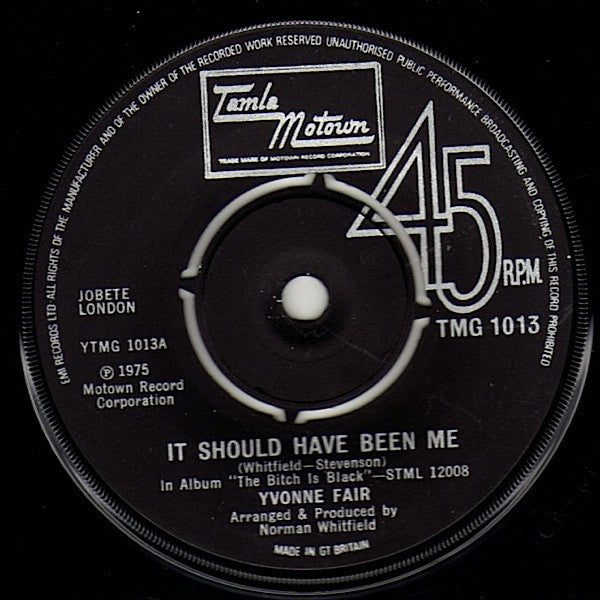 EMI RECORDS LTD ALL RIGHTS OF THE MANUFACTURER AND OF THE OWNER OF THE RECORDED WORK RESERVED UNAUTHORISED PUBLIC PERFORMANCE BROADCASTING AND COPYING OF THIS RECORD PROHIBITED
Tamla
Motown
TRADE MARK OF MOTOWN RECORD CORPORATION
45
R.P.M.
TMG 1013
JOBETE
LONDON
YTMG 1013A
Ⓟ 1975
Motown Record
Corporation
IT SHOULD HAVE BEEN ME
(Whitfield—Stevenson)
In Album "The Bitch Is Black"—STML 12008
YVONNE FAIR
Arranged & Produced by
Norman Whitfield
MADE IN GT BRITAIN